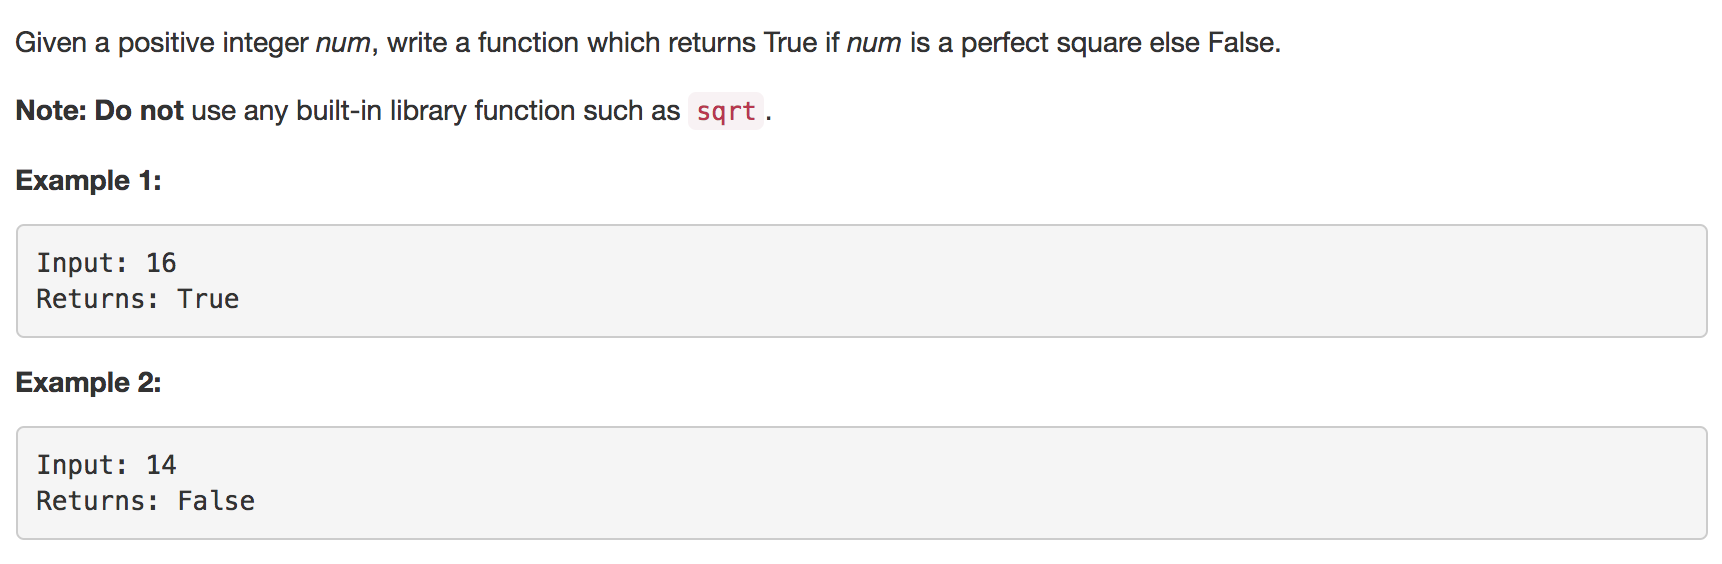 Given a positive integer num, write a function which returns True if num is a perfect square else False.
Note: Do not use any built-in library function such as sqrt.
Example 1:
Input: 16
Returns: True
Example 2:
Input: 14
Returns: False